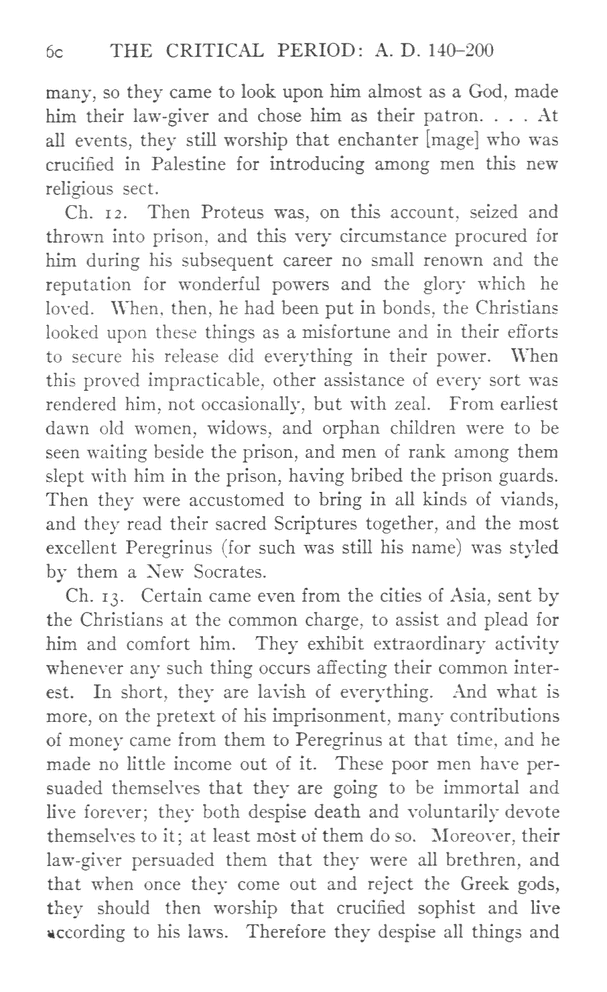 6c THE CRITICAL PERIOD: A. D. 140–200
many, so they came to look upon him almost as a God, made
him their law-giver and chose him as their patron. . . . At
all events, they still worship that enchanter [mage] who was
crucified in Palestine for introducing among men this new
religious sect.
Ch. 12. Then Proteus was, on this account, seized and
thrown into prison, and this very circumstance procured for
him during his subsequent career no small renown and the
reputation for wonderful powers and the glory which he
loved. When, then, he had been put in bonds, the Christians
looked upon these things as a misfortune and in their efforts
to secure his release did everything in their power. When
this proved impracticable, other assistance of every sort was
rendered him, not occasionally, but with zeal. From earliest
dawn old women, widows, and orphan children were to be
seen waiting beside the prison, and men of rank among them
slept with him in the prison, having bribed the prison guards.
Then they were accustomed to bring in all kinds of viands,
and they read their sacred Scriptures together, and the most
excellent Peregrinus (for such was still his name) was styled
by them a New Socrates.
Ch. 13. Certain came even from the cities of Asia, sent by
the Christians at the common charge, to assist and plead for
him and comfort him. They exhibit extraordinary activity
whenever any such thing occurs affecting their common inter-
est. In short, they are lavish of everything. And what is
more, on the pretext of his imprisonment, many contributions
of money came from them to Peregrinus at that time, and he
made no little income out of it. These poor men have per-
suaded themselves that they are going to be immortal and
live forever; they both despise death and voluntarily devote
themselves to it; at least most of them do so. Moreover, their
law-giver persuaded them that they were all brethren, and
that when once they come out and reject the Greek gods,
they should then worship that crucified sophist and live
according to his laws. Therefore they despise all things and